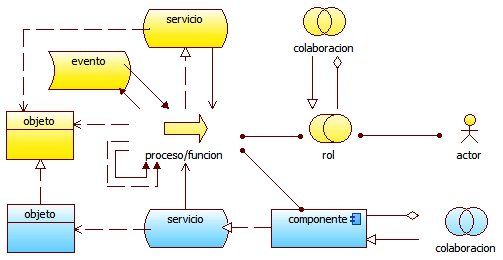 servicio
colaboracion
evento
objeto
proceso/funcion
rol
actor
objeto
servicio
componente
colaboracion